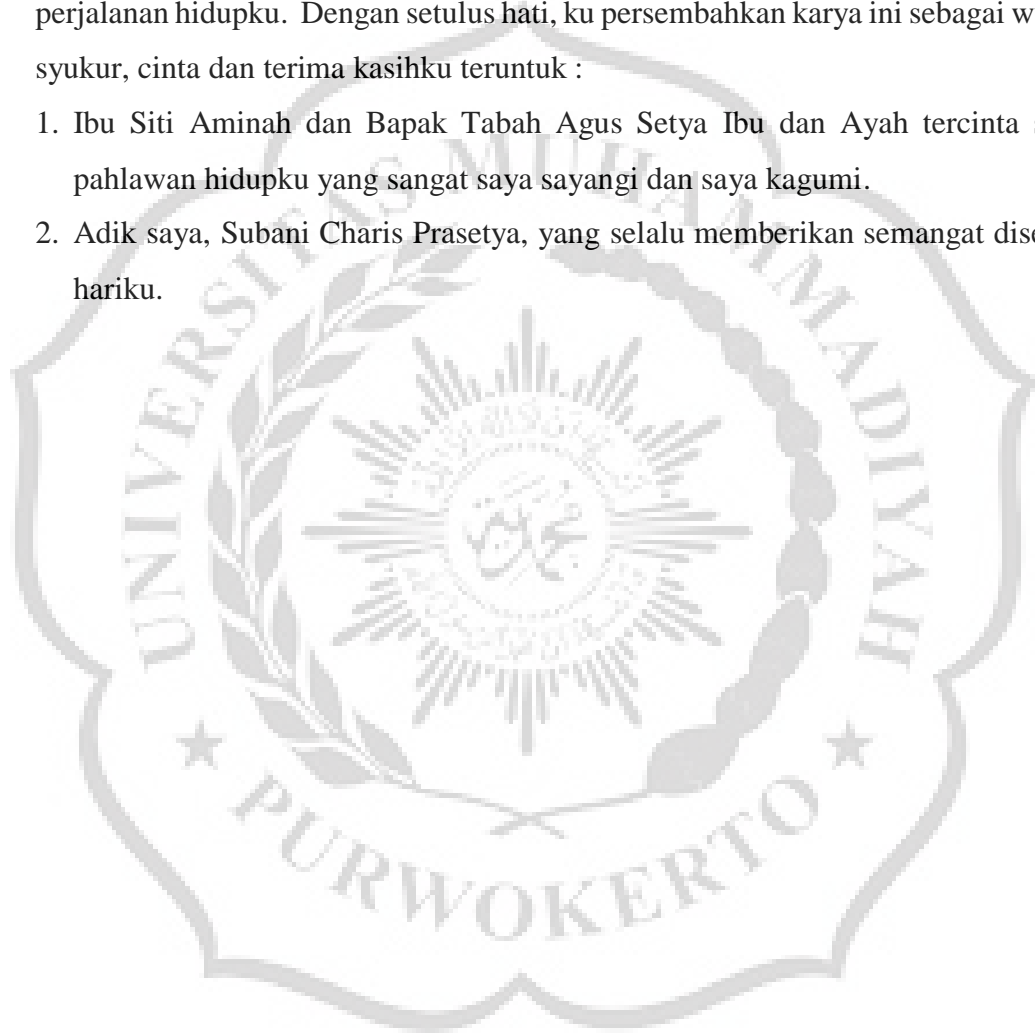 perjalanan hidupku. Dengan setulus hati, ku persembahkan karya ini sebagai w
syukur, cinta dan terima kasihku teruntuk :
1. Ibu Siti Aminah dan Bapak Tabah Agus Setya Ibu dan Ayah tercinta
pahlawan hidupku yang sangat saya sayangi dan saya kagumi.
2. Adik saya, Subani Charis Prasetya, yang selalu memberikan semangat dise
hariku.
UNIVERSITAS MUHAMMADIYAH
PURWOKERTO